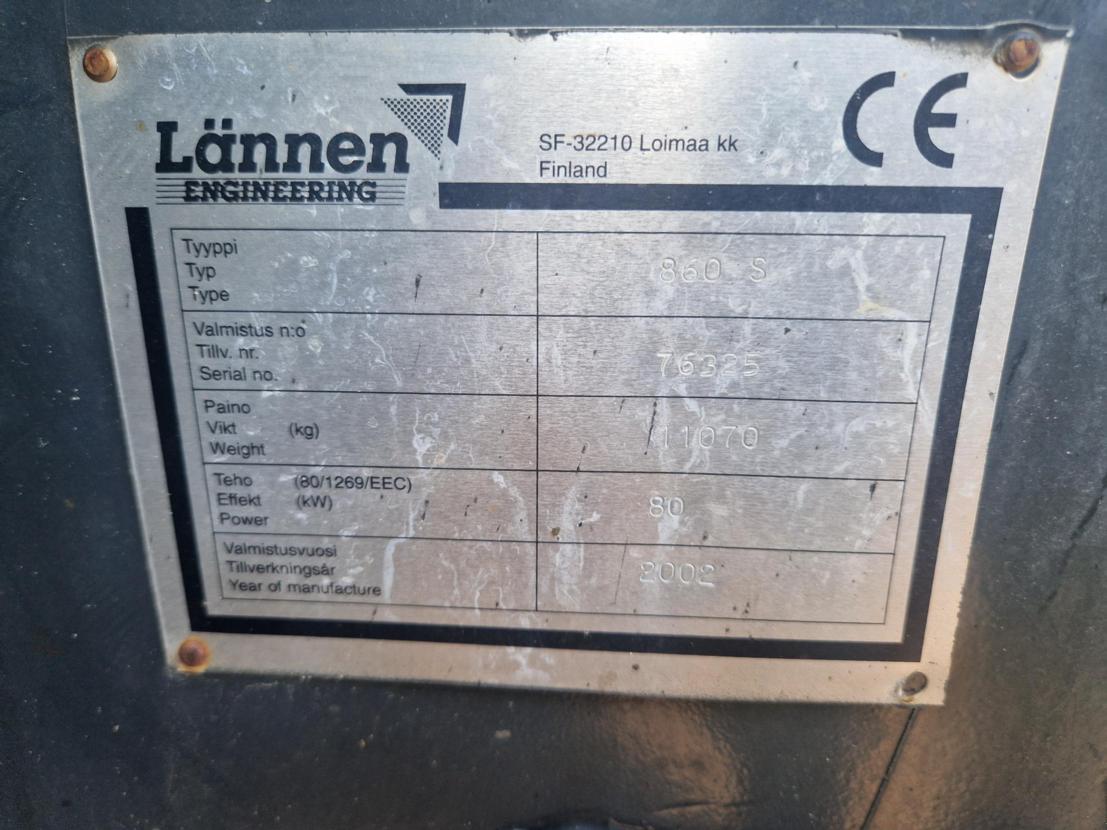 Lännen
ENGINEERING
SF-32210 Loimaa kk
Finland
CE
Tyyppi
Typ
Type
860 S
Valmistus n:o
Tillv. nr.
Serial no.
76325
Paino
Vikt (kg)
Weight
11070
Teho (80/1269/EEC)
Effekt (kW)
Power
80
Valmistusvuosi
Tillverkningsår
Year of manufacture
2002